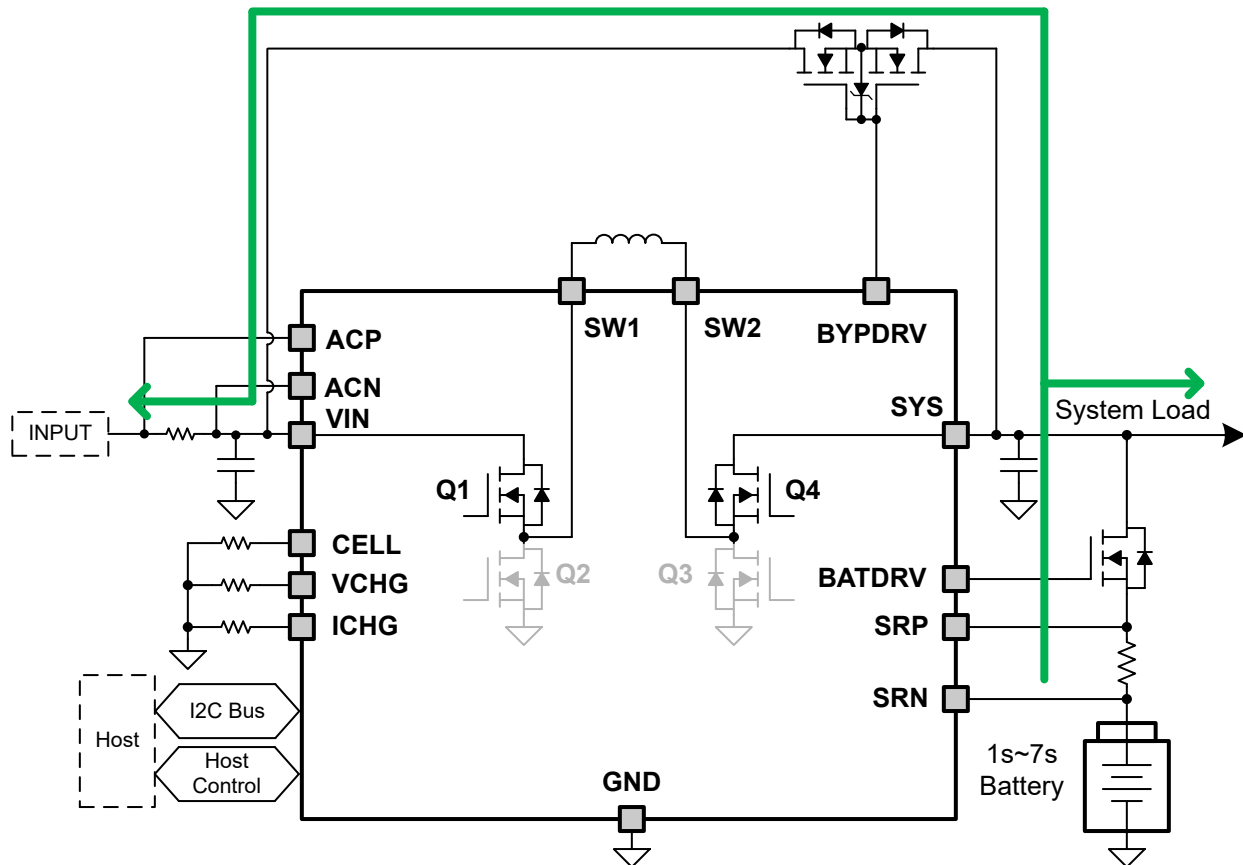 SW1
SW2
BYPDRV
ACP
ACN
VIN
INPUT
SYS
System Load
Q1
Q4
Q2
Q3
CELL
VCHG
ICHG
BATDRV
SRP
SRN
Host
I2C Bus
Host
Control
GND
1s~7s
Battery